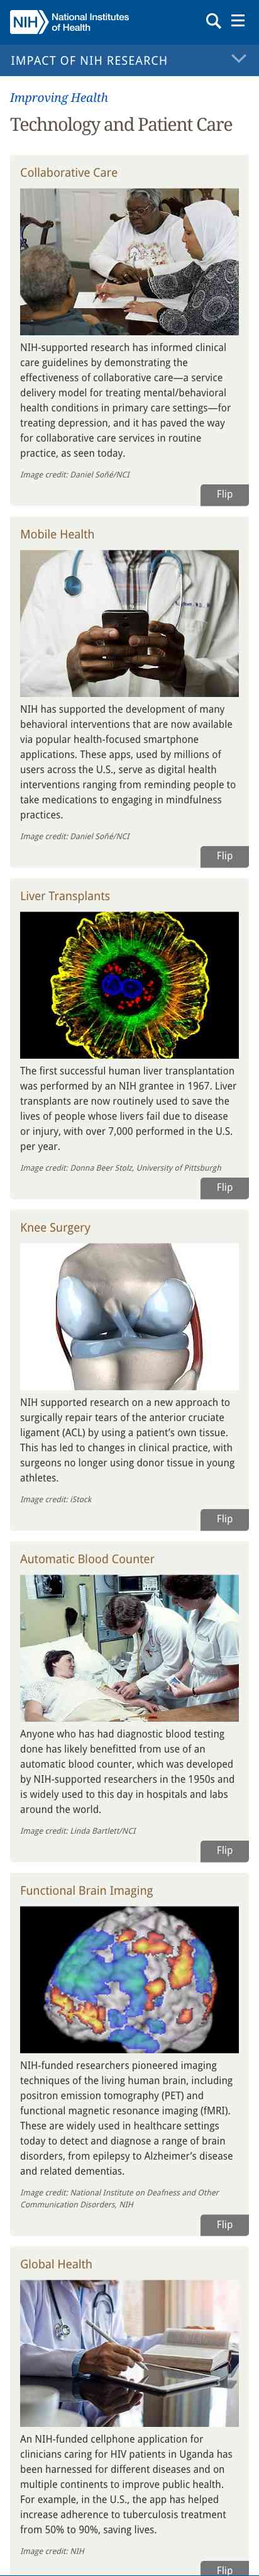 NIH
National Institutes
of Health
IMPACT OF NIH RESEARCH
Improving Health
Technology and Patient Care
Collaborative Care
NIH-supported research has informed clinical
care guidelines by demonstrating the
effectiveness of collaborative care—a service
delivery model for treating mental/behavioral
health conditions in primary care settings—for
treating depression, and it has paved the way
for collaborative care services in routine
practice, as seen today.
Image credit: Daniel Soñé/NCI
Flip
Mobile Health
NIH has supported the development of many
behavioral interventions that are now available
via popular health-focused smartphone
applications. These apps, used by millions of
users across the U.S., serve as digital health
interventions ranging from reminding people to
take medications to engaging in mindfulness
practices.
Image credit: Daniel Soñé/NCI
Flip
Liver Transplants
The first successful human liver transplantation
was performed by an NIH grantee in 1967. Liver
transplants are now routinely used to save the
lives of people whose livers fail due to disease
or injury, with over 7,000 performed in the U.S.
per year.
Image credit: Donna Beer Stolz, University of Pittsburgh
Flip
Knee Surgery
NIH supported research on a new approach to
surgically repair tears of the anterior cruciate
ligament (ACL) by using a patient’s own tissue.
This has led to changes in clinical practice, with
surgeons no longer using donor tissue in young
athletes.
Image credit: iStock
Flip
Automatic Blood Counter
Anyone who has had diagnostic blood testing
done has likely benefitted from use of an
automatic blood counter, which was developed
by NIH-supported researchers in the 1950s and
is widely used to this day in hospitals and labs
around the world.
Image credit: Linda Bartlett/NCI
Flip
Functional Brain Imaging
NIH-funded researchers pioneered imaging
techniques of the living human brain, including
positron emission tomography (PET) and
functional magnetic resonance imaging (fMRI).
These are widely used in healthcare settings
today to detect and diagnose a range of brain
disorders, from epilepsy to Alzheimer’s disease
and related dementias.
Image credit: National Institute on Deafness and Other
Communication Disorders, NIH
Flip
Global Health
An NIH-funded cellphone application for
clinicians caring for HIV patients in Uganda has
been harnessed for different diseases and on
multiple continents to improve public health.
For example, in the U.S., the app has helped
increase adherence to tuberculosis treatment
from 50% to 90%, saving lives.
Image credit: NIH
Flip